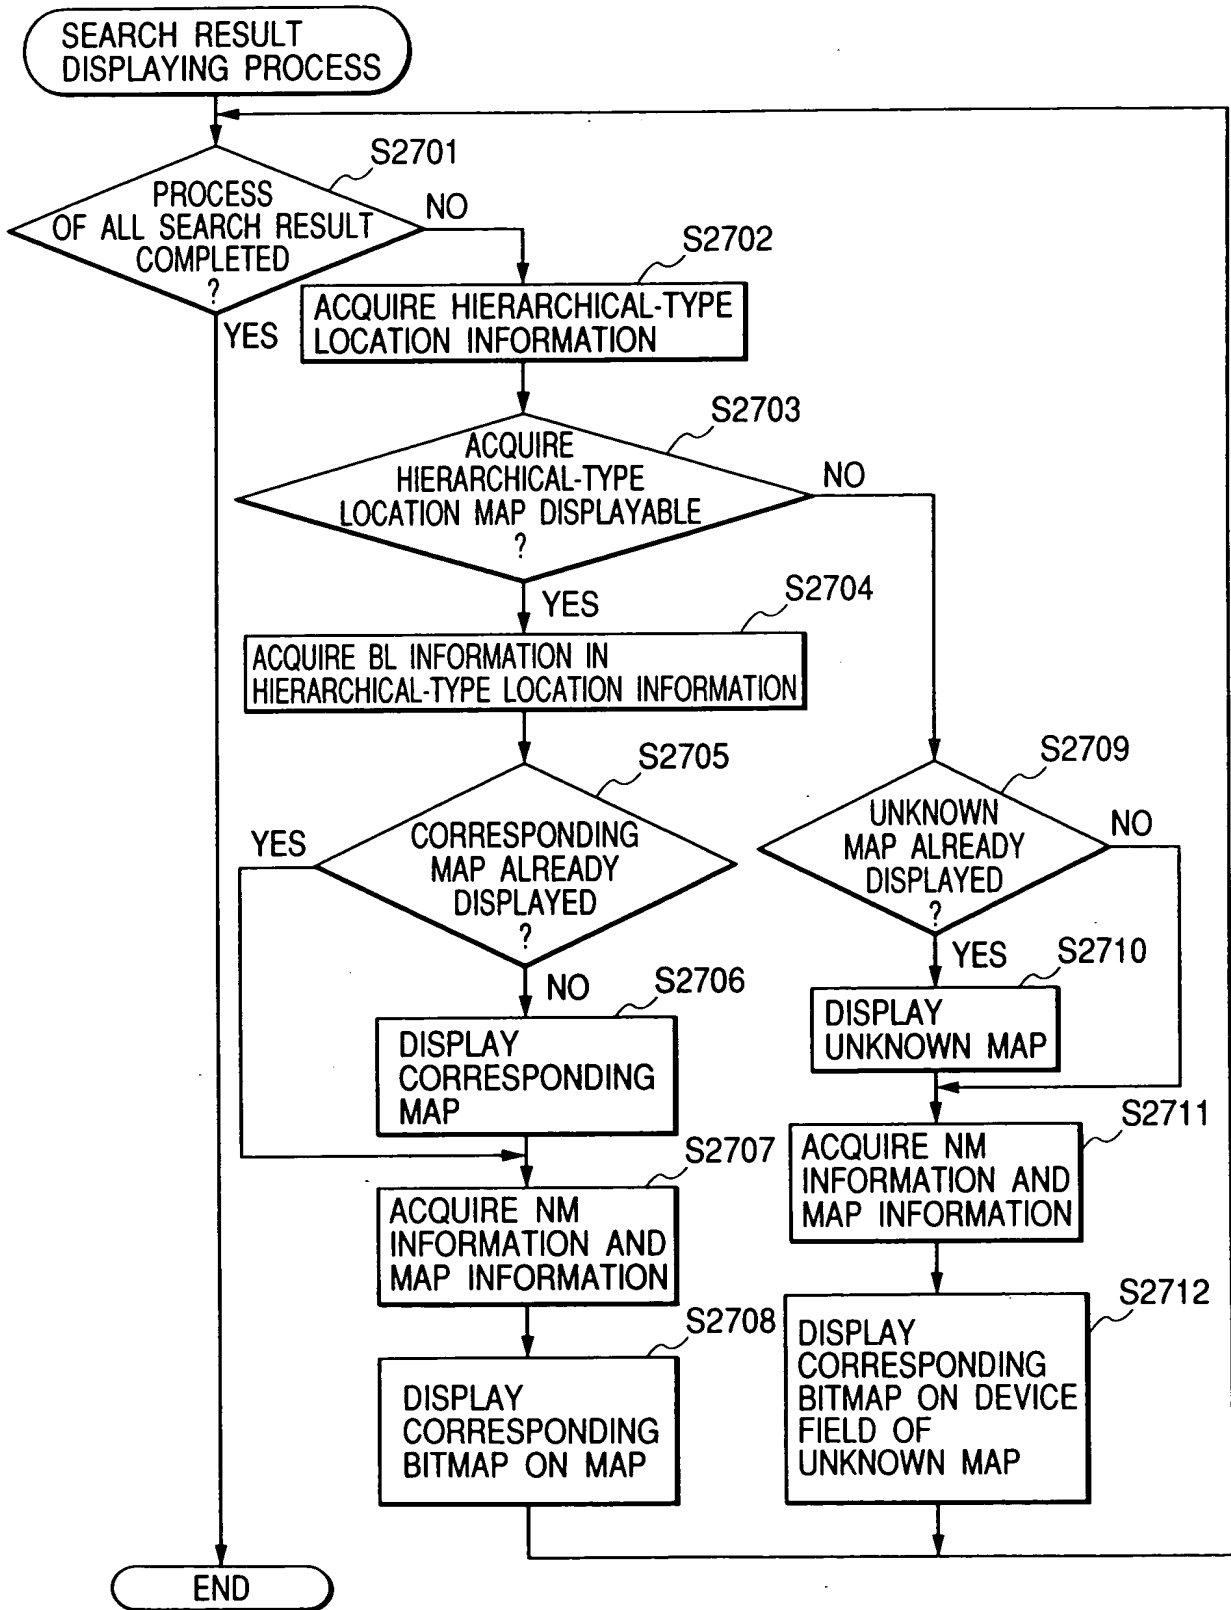 SEARCH RESULT
DISPLAYING PROCESS
S2701
PROCESS
OF ALL SEARCH RESULT
COMPLETED
?
NO
YES
S2702
ACQUIRE HIERARCHICAL-TYPE
LOCATION INFORMATION
S2703
ACQUIRE
HIERARCHICAL-TYPE
LOCATION MAP DISPLAYABLE
?
NO
YES
S2704
ACQUIRE BL INFORMATION IN
HIERARCHICAL-TYPE LOCATION INFORMATION
S2705
YES
CORRESPONDING
MAP ALREADY
DISPLAYED
?
NO
S2706
DISPLAY
CORRESPONDING
MAP
S2707
ACQUIRE NM
INFORMATION AND
MAP INFORMATION
S2708
DISPLAY
CORRESPONDING
BITMAP ON MAP
S2709
UNKNOWN
MAP ALREADY
DISPLAYED
?
NO
YES
S2710
DISPLAY
UNKNOWN MAP
S2711
ACQUIRE NM
INFORMATION AND
MAP INFORMATION
S2712
DISPLAY
CORRESPONDING
BITMAP ON DEVICE
FIELD OF
UNKNOWN MAP
END